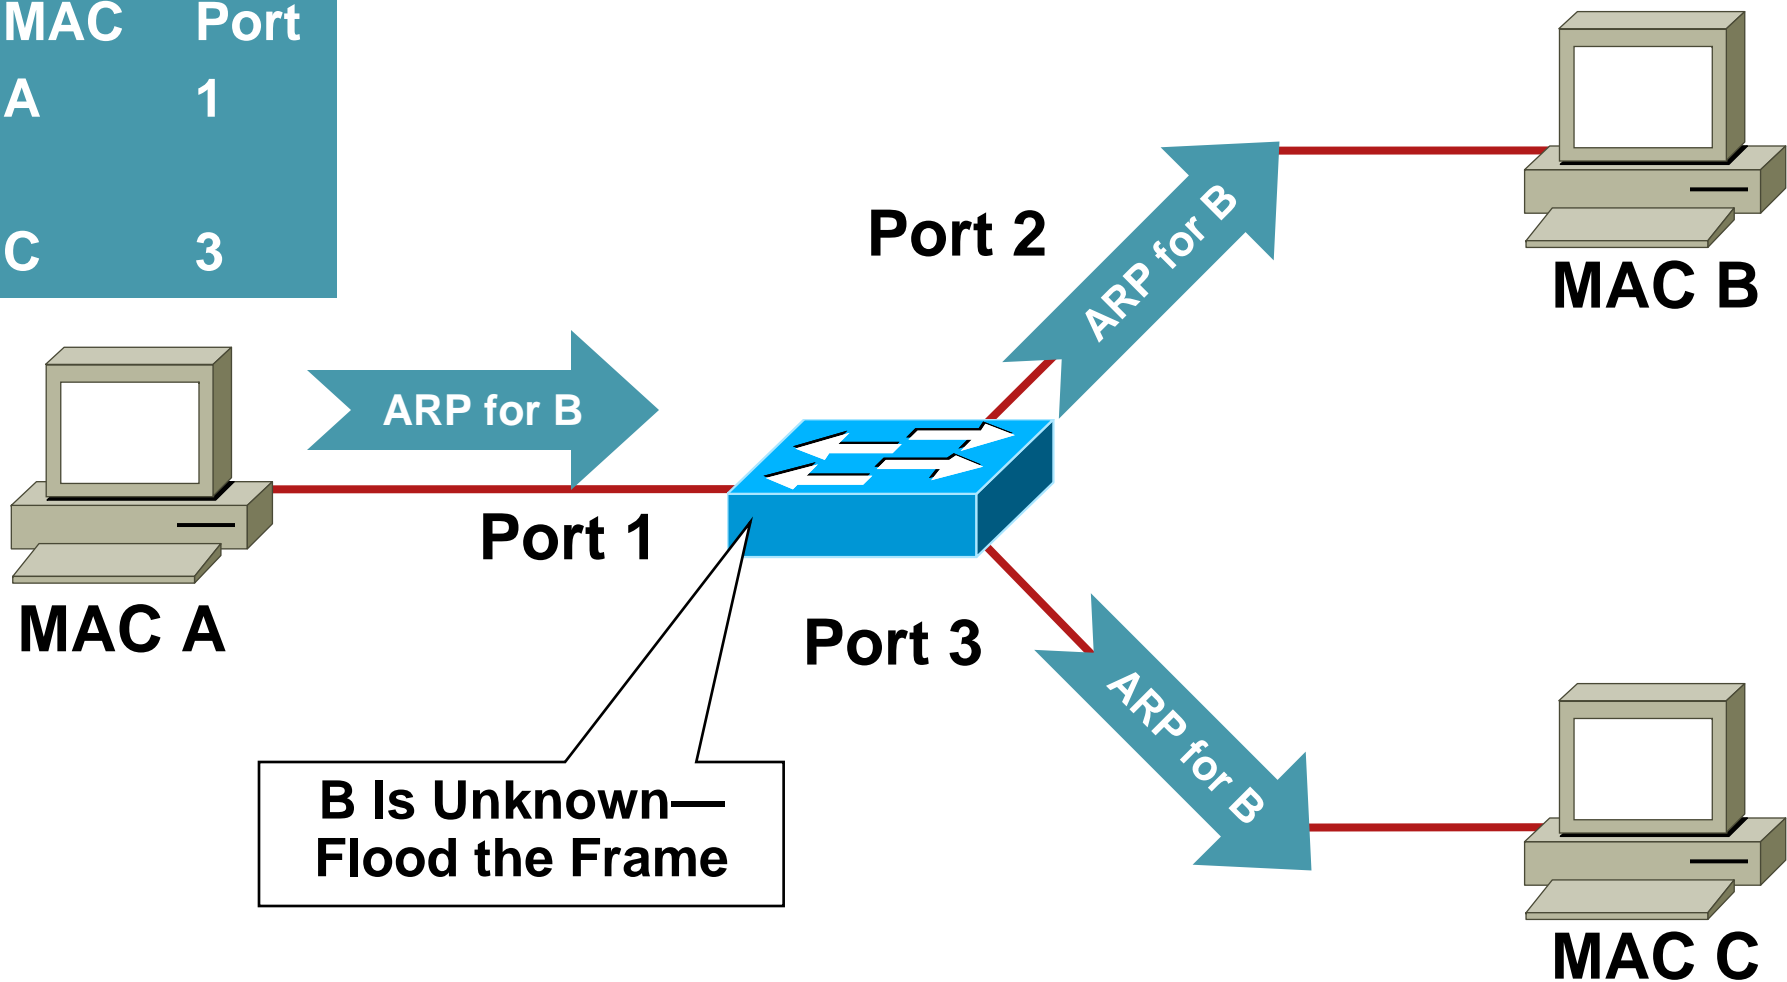 MAC Port
A 1
C 3
Port 2
ARP for B
MAC B
ARP for B
Port 1
MAC A
Port 3
ARP for B
B Is Unknown—
Flood the Frame
MAC C